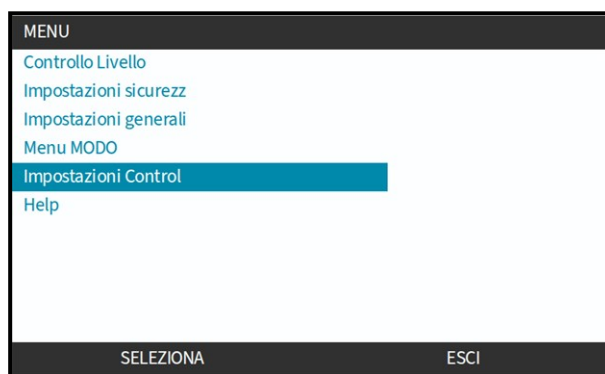 MENU
Controllo Livello
Impostazioni sicurezz
Impostazioni generali
Menu MODO
Impostazioni Control
Help
SELEZIONA ESCI